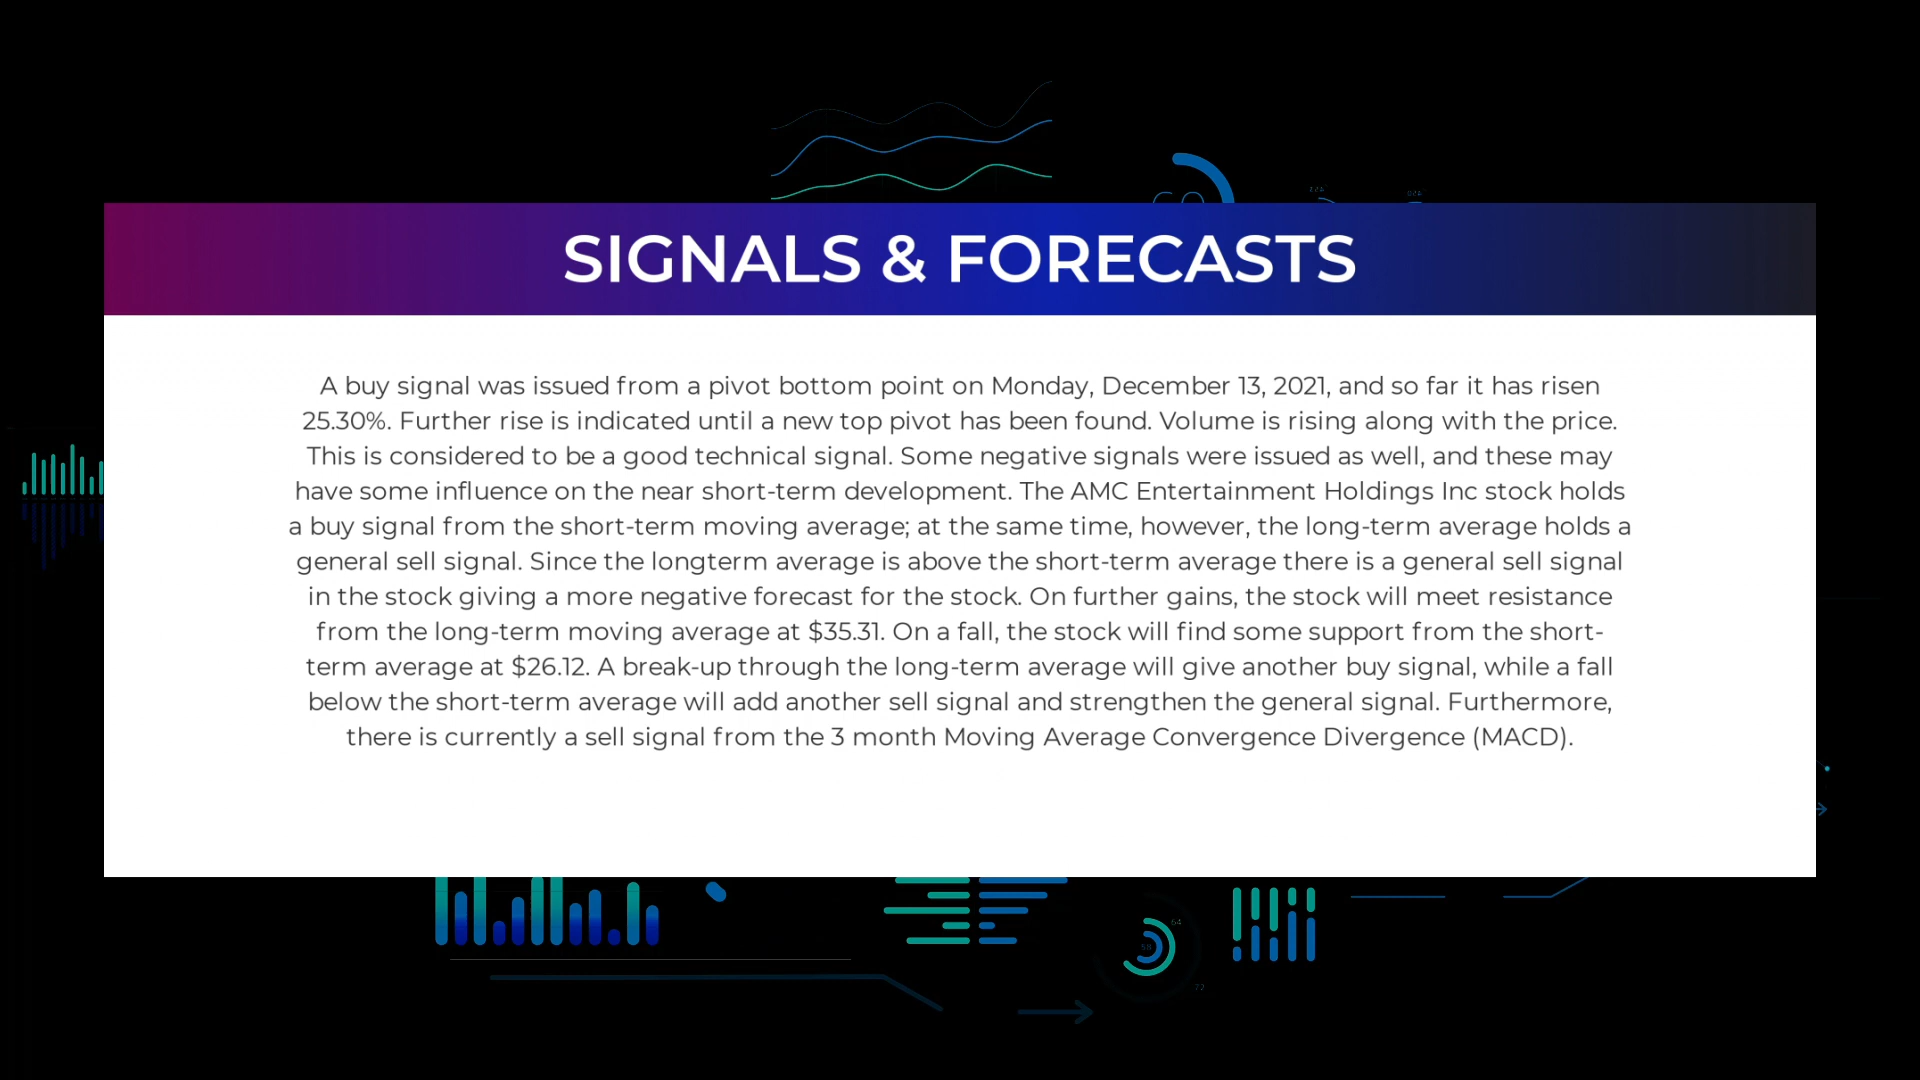 SIGNALS & FORECASTS
A buy signal was issued from a pivot bottom point on Monday, December 13, 2021, and so far it has risen
25.30%. Further rise is indicated until a new top pivot has been found. Volume is rising along with the price.
This is considered to be a good technical signal. Some negative signals were issued as well, and these may
have some influence on the near short-term development. The AMC Entertainment Holdings Inc stock holds
a buy signal from the short-term moving average; at the same time, however, the long-term average holds a
general sell signal. Since the longterm average is above the short-term average there is a general sell signal
in the stock giving a more negative forecast for the stock. On further gains, the stock will meet resistance
from the long-term moving average at $35.31. On a fall, the stock will find some support from the short-
term average at $26.12. A break-up through the long-term average will give another buy signal, while a fall
below the short-term average will add another sell signal and strengthen the general signal. Furthermore,
there is currently a sell signal from the 3 month Moving Average Convergence Divergence (MACD).
64
72